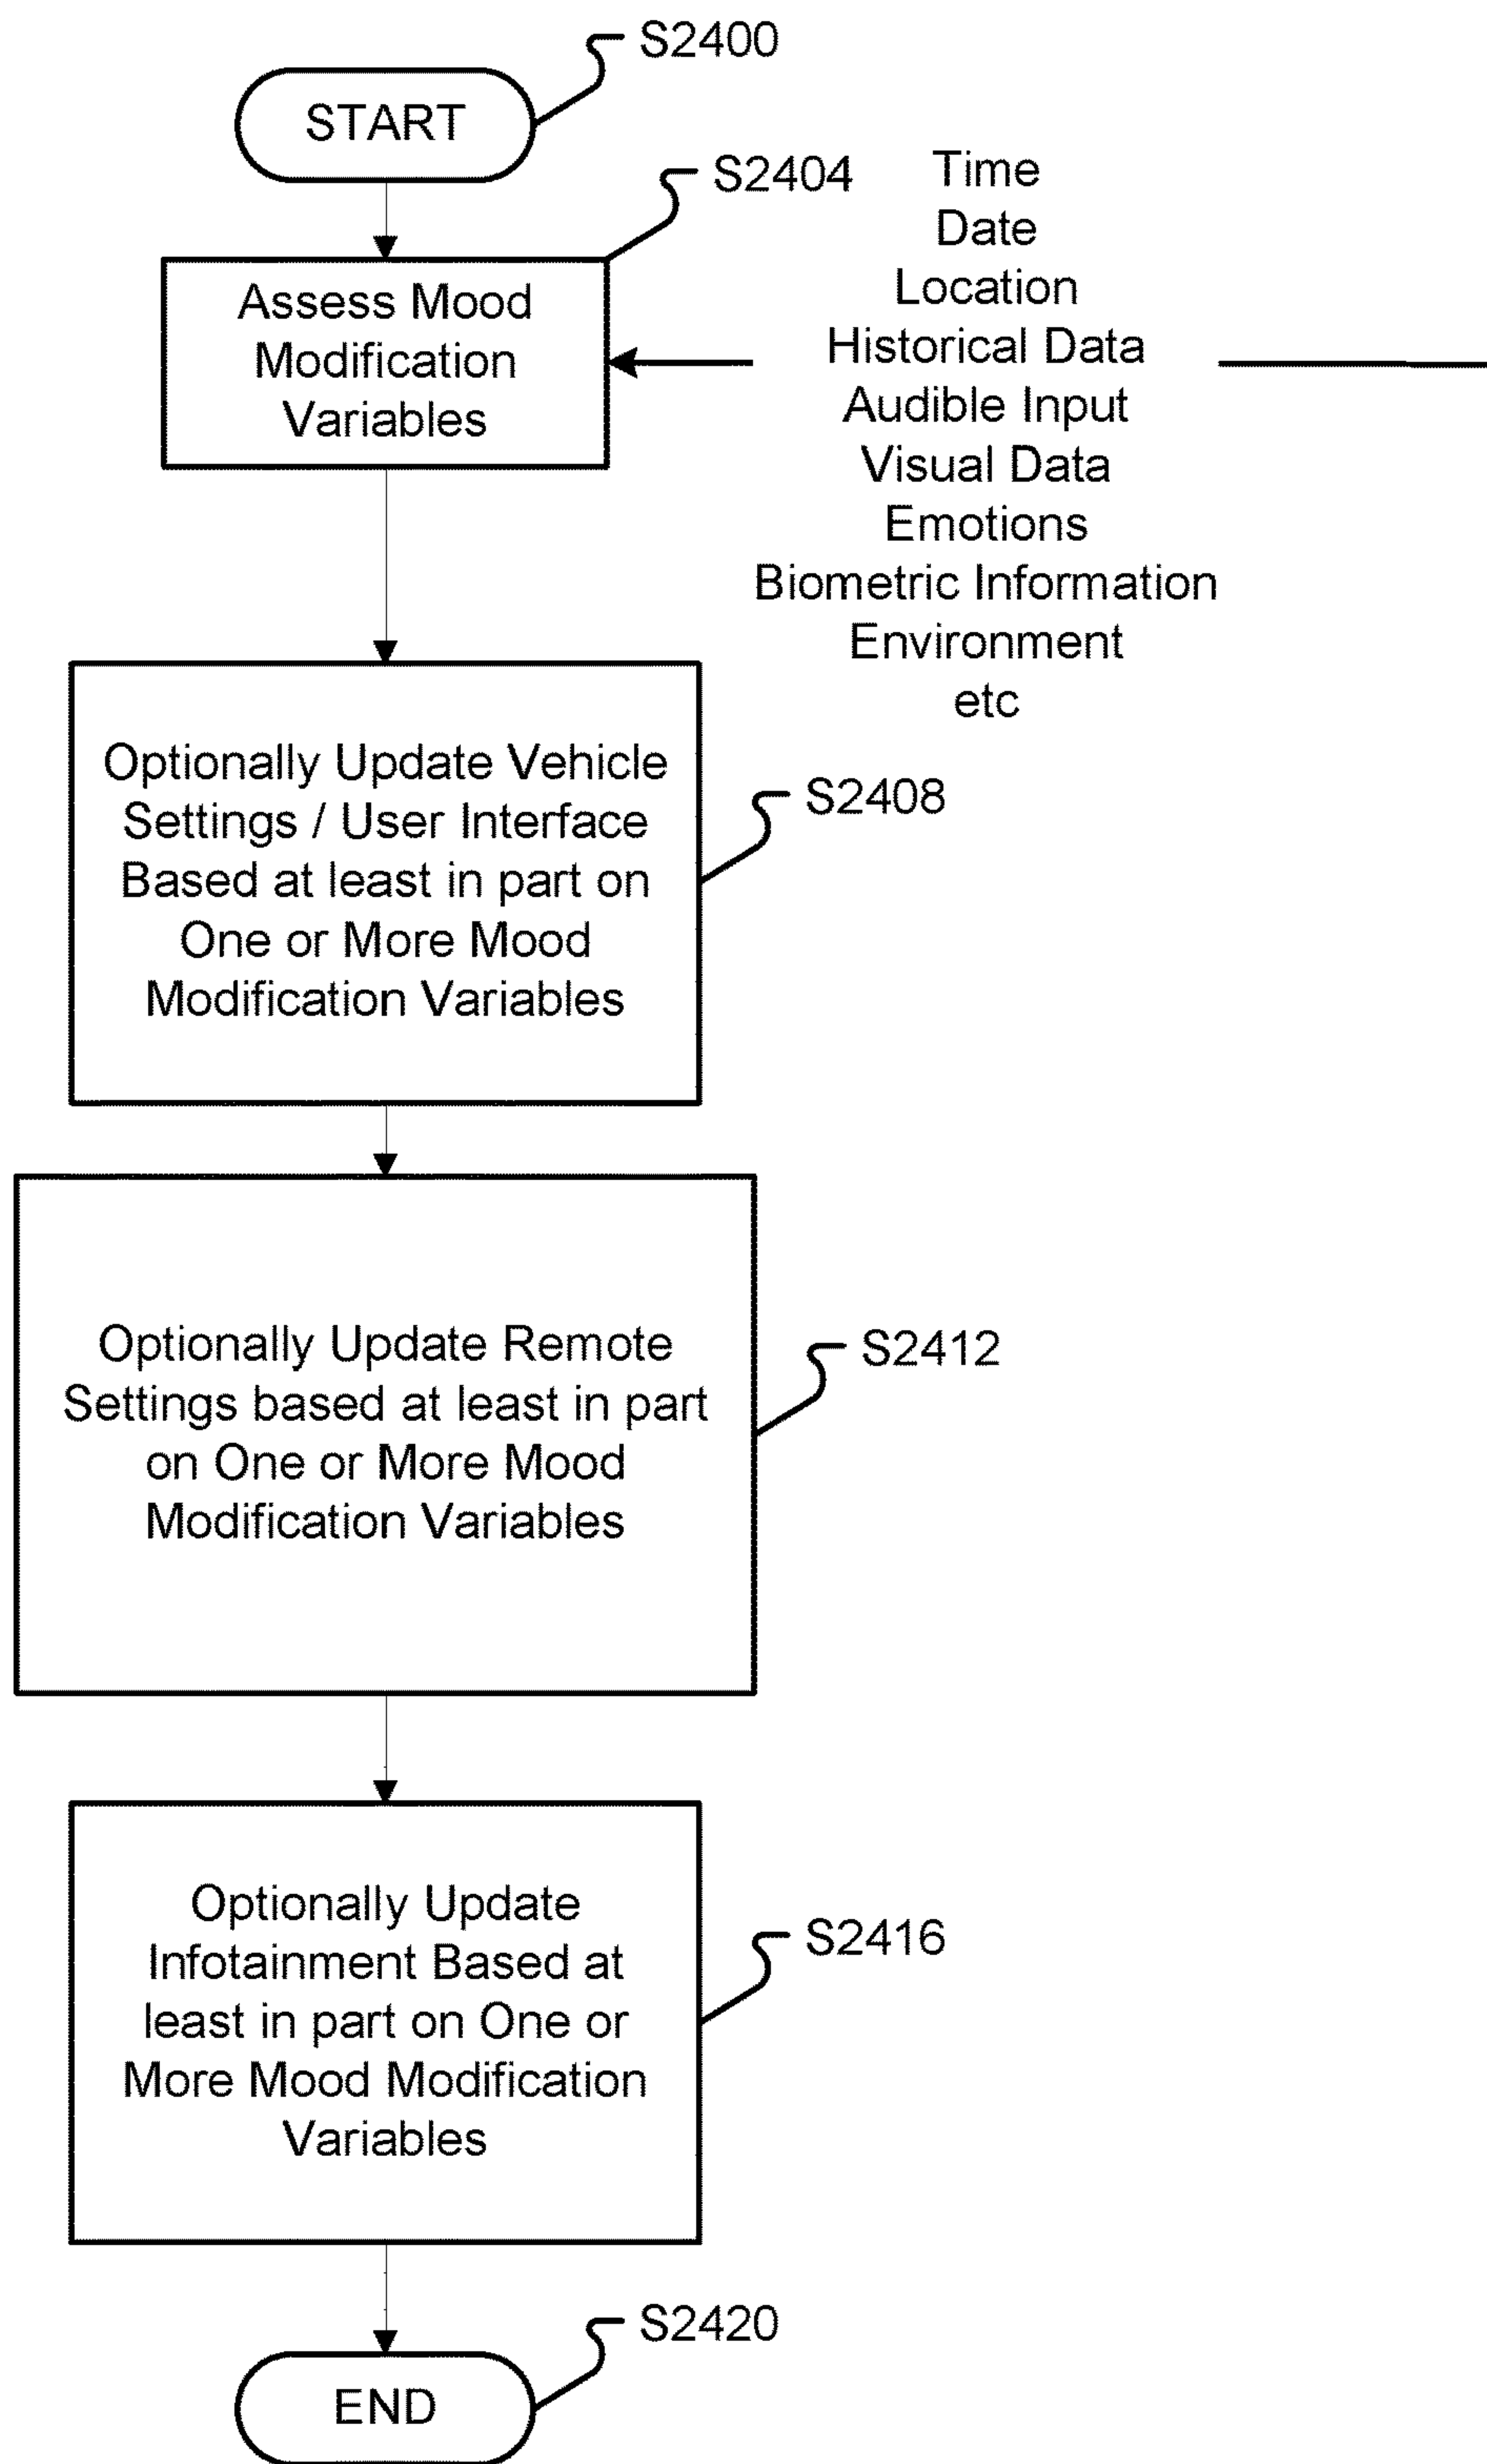 S2400
START
S2404
Time
Date
Location
Historical Data
Audible Input
Visual Data
Emotions
Biometric Information
Environment
etc
Assess Mood
Modification
Variables
Optionally Update Vehicle
Settings / User Interface
Based at least in part on
One or More Mood
Modification Variables
S2408
Optionally Update Remote
Settings based at least in part
on One or More Mood
Modification Variables
S2412
Optionally Update
Infotainment Based at
least in part on One or
More Mood Modification
Variables
S2416
S2420
END